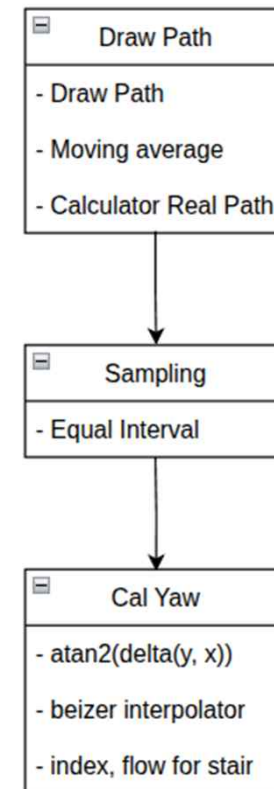 Draw Path
- Draw Path
- Moving average
- Calculator Real Path
Sampling
- Equal Interval
Cal Yaw
- atan2(delta(y, x))
- beizer interpolator
- index, flow for stair